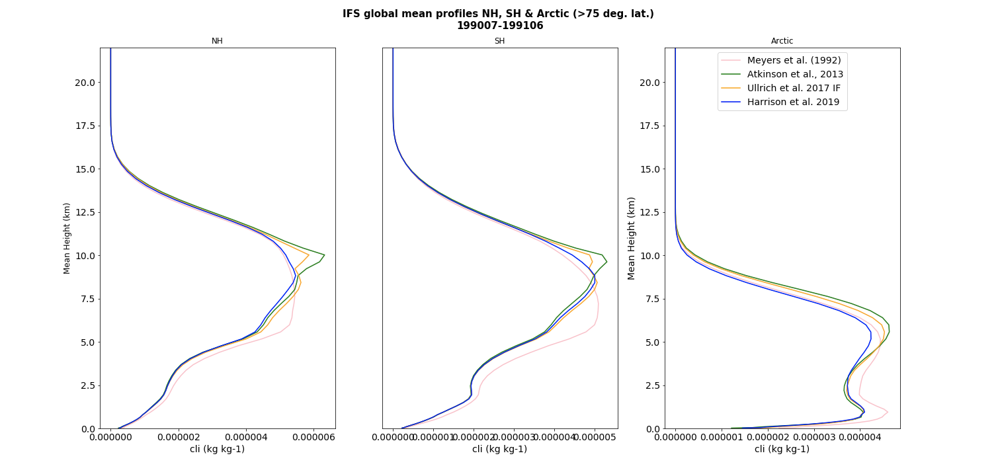 IFS global mean profiles NH, SH & Arctic (>75 deg. lat.)
199007-199106
NH
SH
Arctic
Meyers et al. (1992)
Atkinson et al., 2013
Ullrich et al. 2017 IF
Harrison et al. 2019
Mean Height (km)
20.0
17.5
15.0
12.5
10.0
7.5
5.0
2.5
0.0
0.000000 0.000002 0.000004 0.000006
cli (kg kg-1)
0.000000 0.000001 0.000002 0.000003 0.000004 0.000005
cli (kg kg-1)
Mean Height (km)
20.0
17.5
15.0
12.5
10.0
7.5
5.0
2.5
0.0
0.000000 0.000001 0.000002 0.000003 0.000004
cli (kg kg-1)